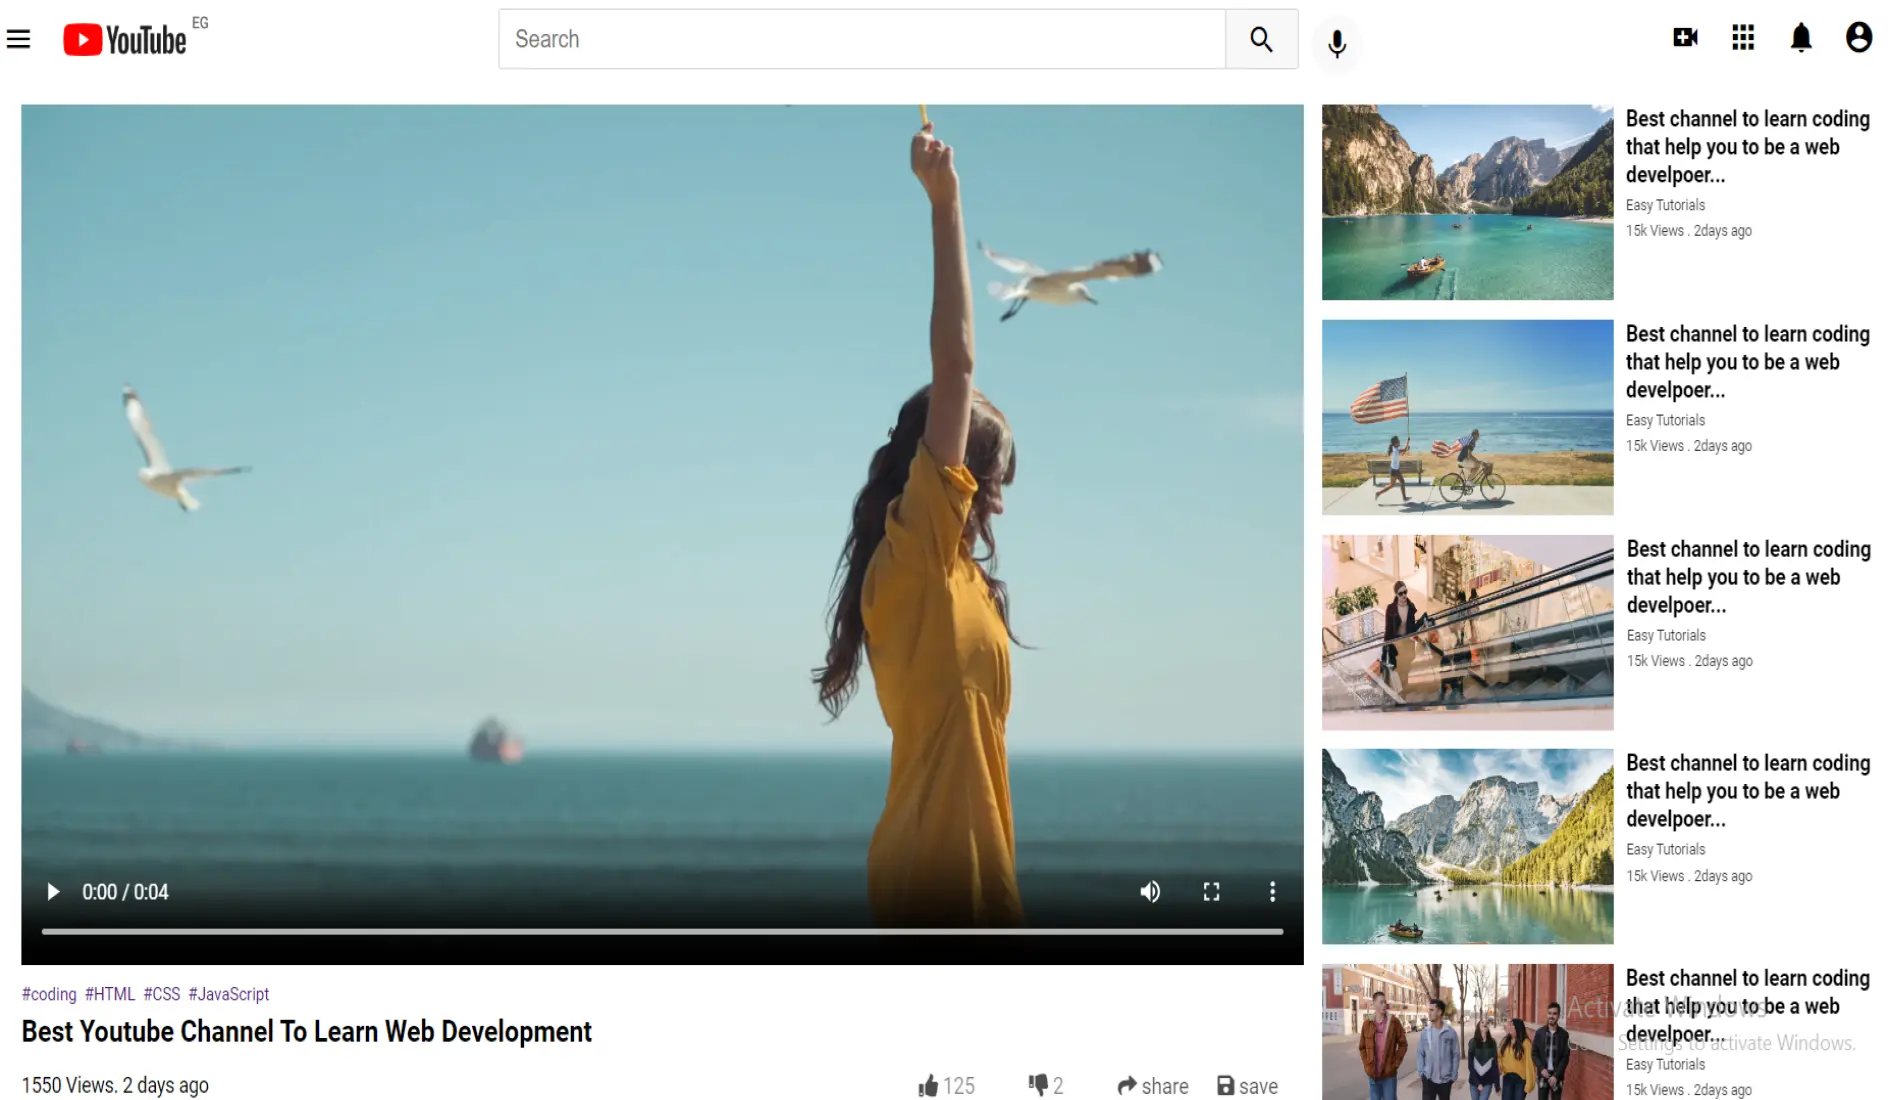 YouTube EG
Search
Best channel to learn coding
that help you to be a web
develpoer...
Easy Tutorials
15k Views . 2days ago
Best channel to learn coding
that help you to be a web
develpoer...
Easy Tutorials
15k Views . 2days ago
Best channel to learn coding
that help you to be a web
develpoer...
Easy Tutorials
15k Views . 2days ago
Best channel to learn coding
that help you to be a web
develpoer...
Easy Tutorials
15k Views . 2days ago
Best channel to learn coding
that help you to be a web
develpoer...
Easy Tutorials
15k Views . 2days ago
0:00 / 0:04
#coding #HTML #CSS #JavaScript
Best Youtube Channel To Learn Web Development
1550 Views. 2 days ago
125
2
share
save
Activate Windows
Settings to activate Windows.